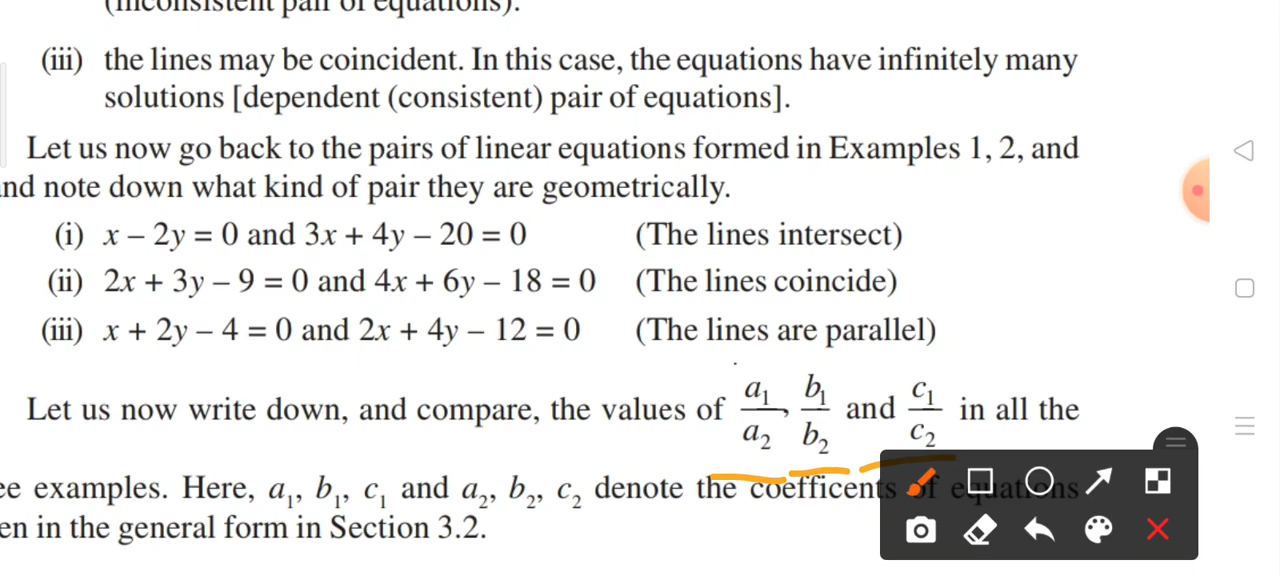 (inconsistent pair of equations).
(iii) the lines may be coincident. In this case, the equations have infinitely many
solutions [dependent (consistent) pair of equations].
Let us now go back to the pairs of linear equations formed in Examples 1, 2, and
nd note down what kind of pair they are geometrically.
(i) x – 2y = 0 and 3x + 4y – 20 = 0 (The lines intersect)
(ii) 2x + 3y – 9 = 0 and 4x + 6y – 18 = 0 (The lines coincide)
(iii) x + 2y – 4 = 0 and 2x + 4y – 12 = 0 (The lines are parallel)
Let us now write down, and compare, the values of a₁/a₂, b₁/b₂ and c₁/c₂ in all the
ee examples. Here, a₁, b₁, c₁ and a₂, b₂, c₂ denote the coefficents of equations
en in the general form in Section 3.2.